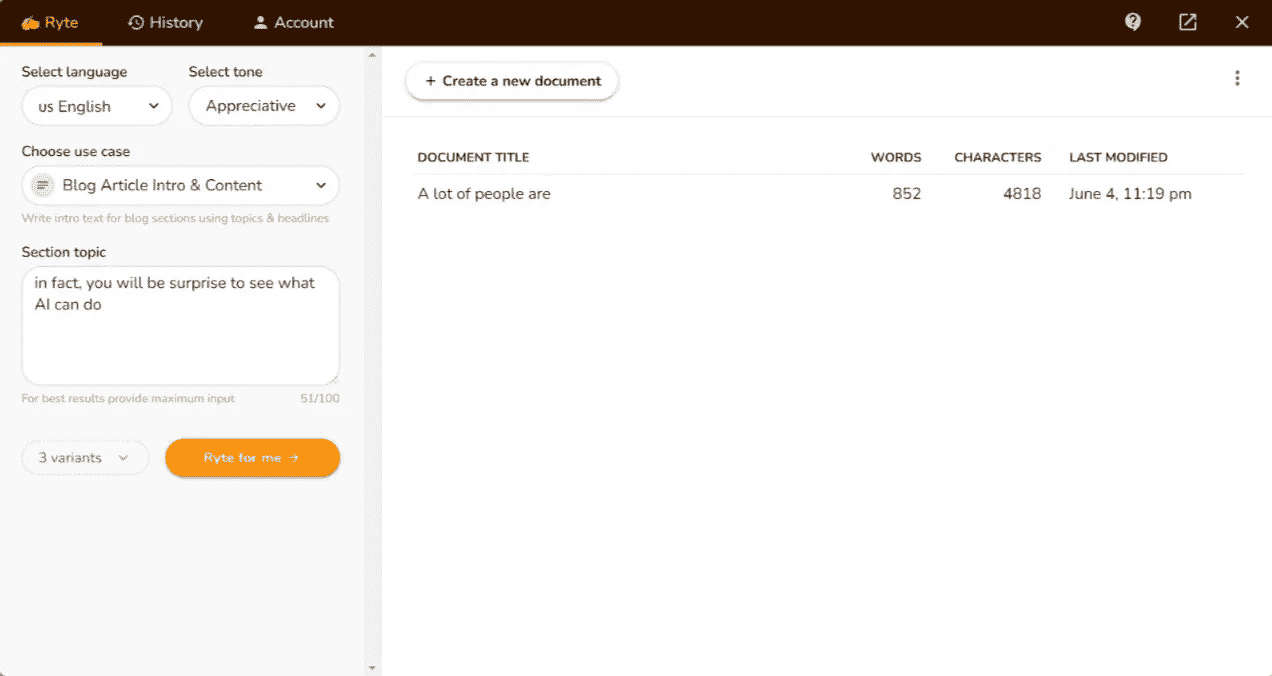 Ryte History Account
Select language Select tone
us English Appreciative
Choose use case
Blog Article Intro & Content
Write intro text for blog sections using topics & headlines
Section topic
in fact, you will be surprise to see what
AI can do
For best results provide maximum input 51/100
3 variants Ryte for me →
+ Create a new document
DOCUMENT TITLE WORDS CHARACTERS LAST MODIFIED
A lot of people are 852 4818 June 4, 11:19 pm